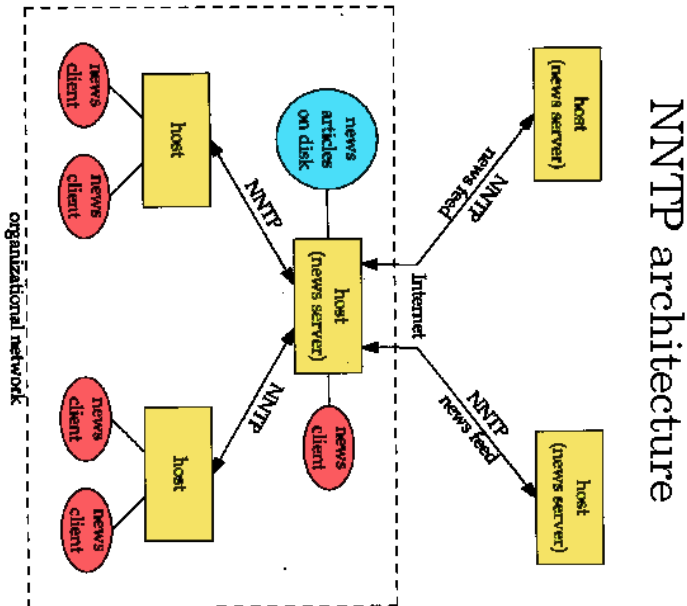 NNTP architecture
host
(news server)
host
(news server)
NNTP
news feed
NNTP
news feed
Internet
news
articles
on disk
host
(news server)
news
client
NNTP
NNTP
host
host
news
client
news
client
news
client
news
client
organizational network